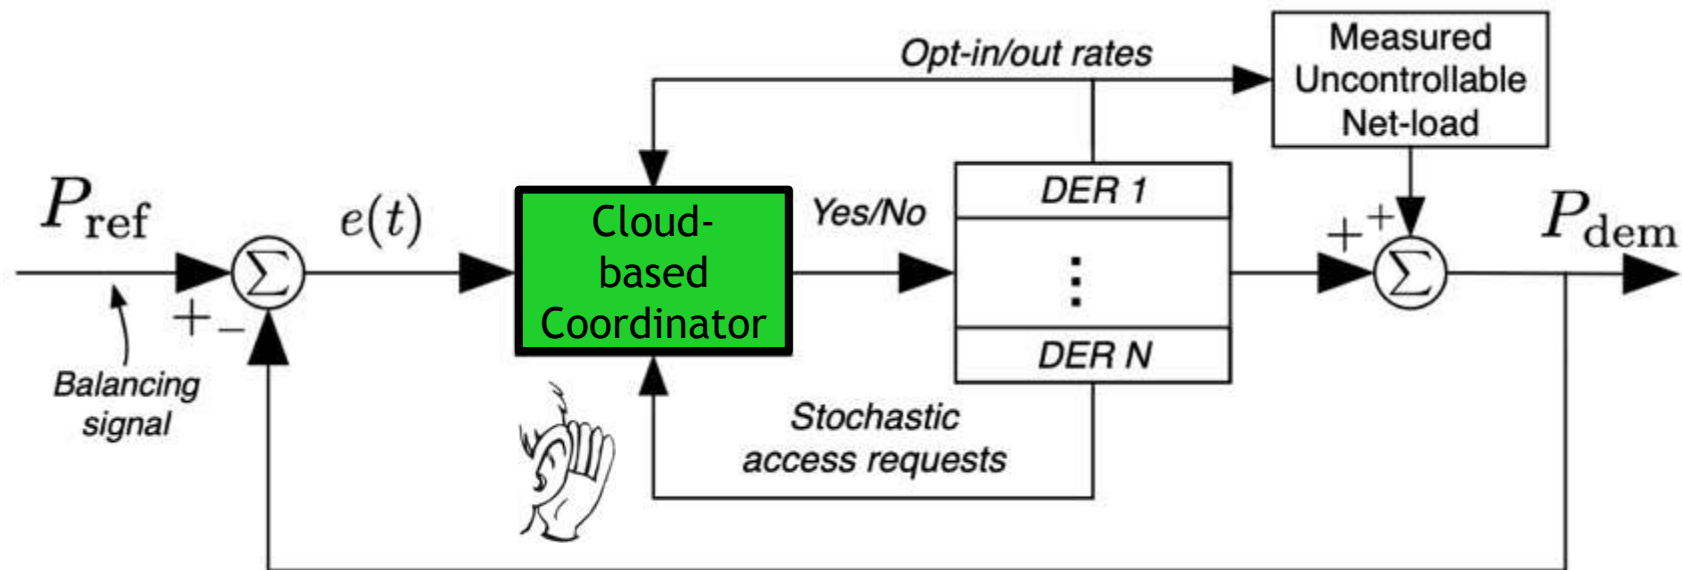 Opt-in/out rates
Measured
Uncontrollable
Net-load
P_ref
e(t)
Cloud-
based
Coordinator
Yes/No
DER 1
⋮
DER N
+ +
Σ
P_dem
Σ
+ −
Balancing
signal
Stochastic
access requests